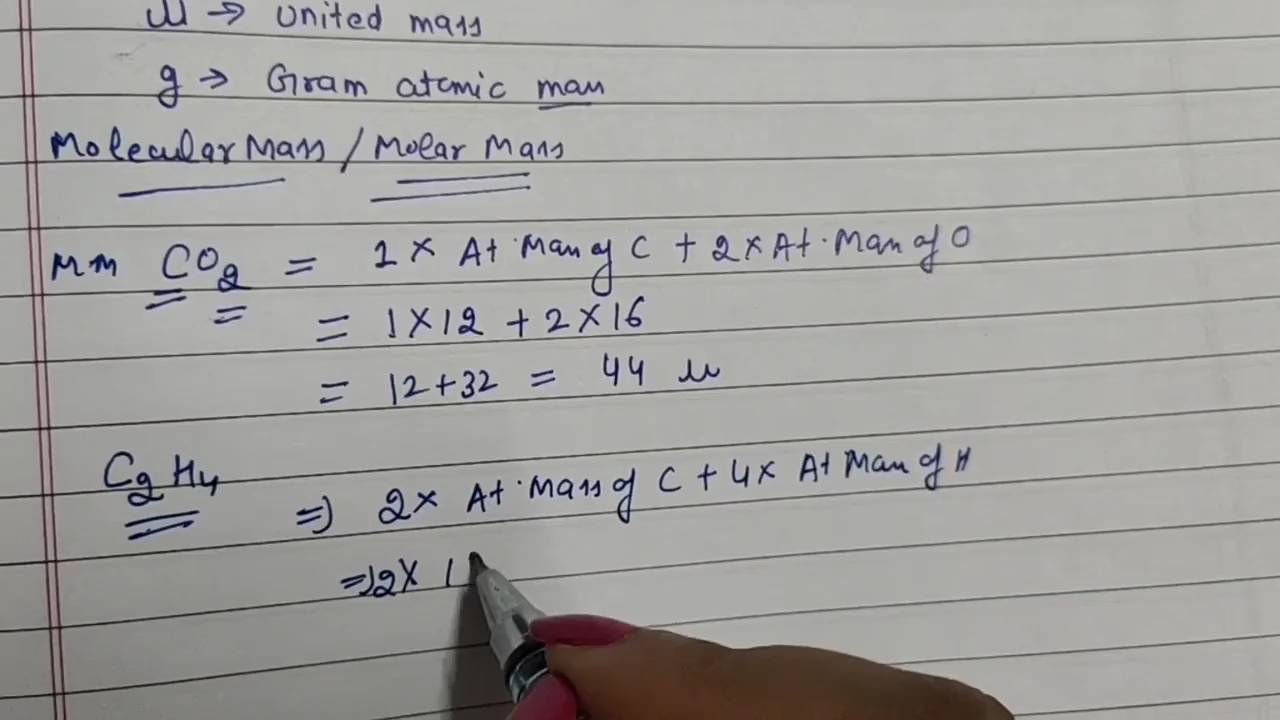 u → United mass
g → Gram atomic mass
Molecular Mass / Molar Mass
MM CO2 = 1 × At. Mass of C + 2 × At. Mass of O
= 1 × 12 + 2 × 16
= 12 + 32 = 44 u
C2H4 ⇒ 2 × At. Mass of C + 4 × At Mass of H
⇒ 2 × 1